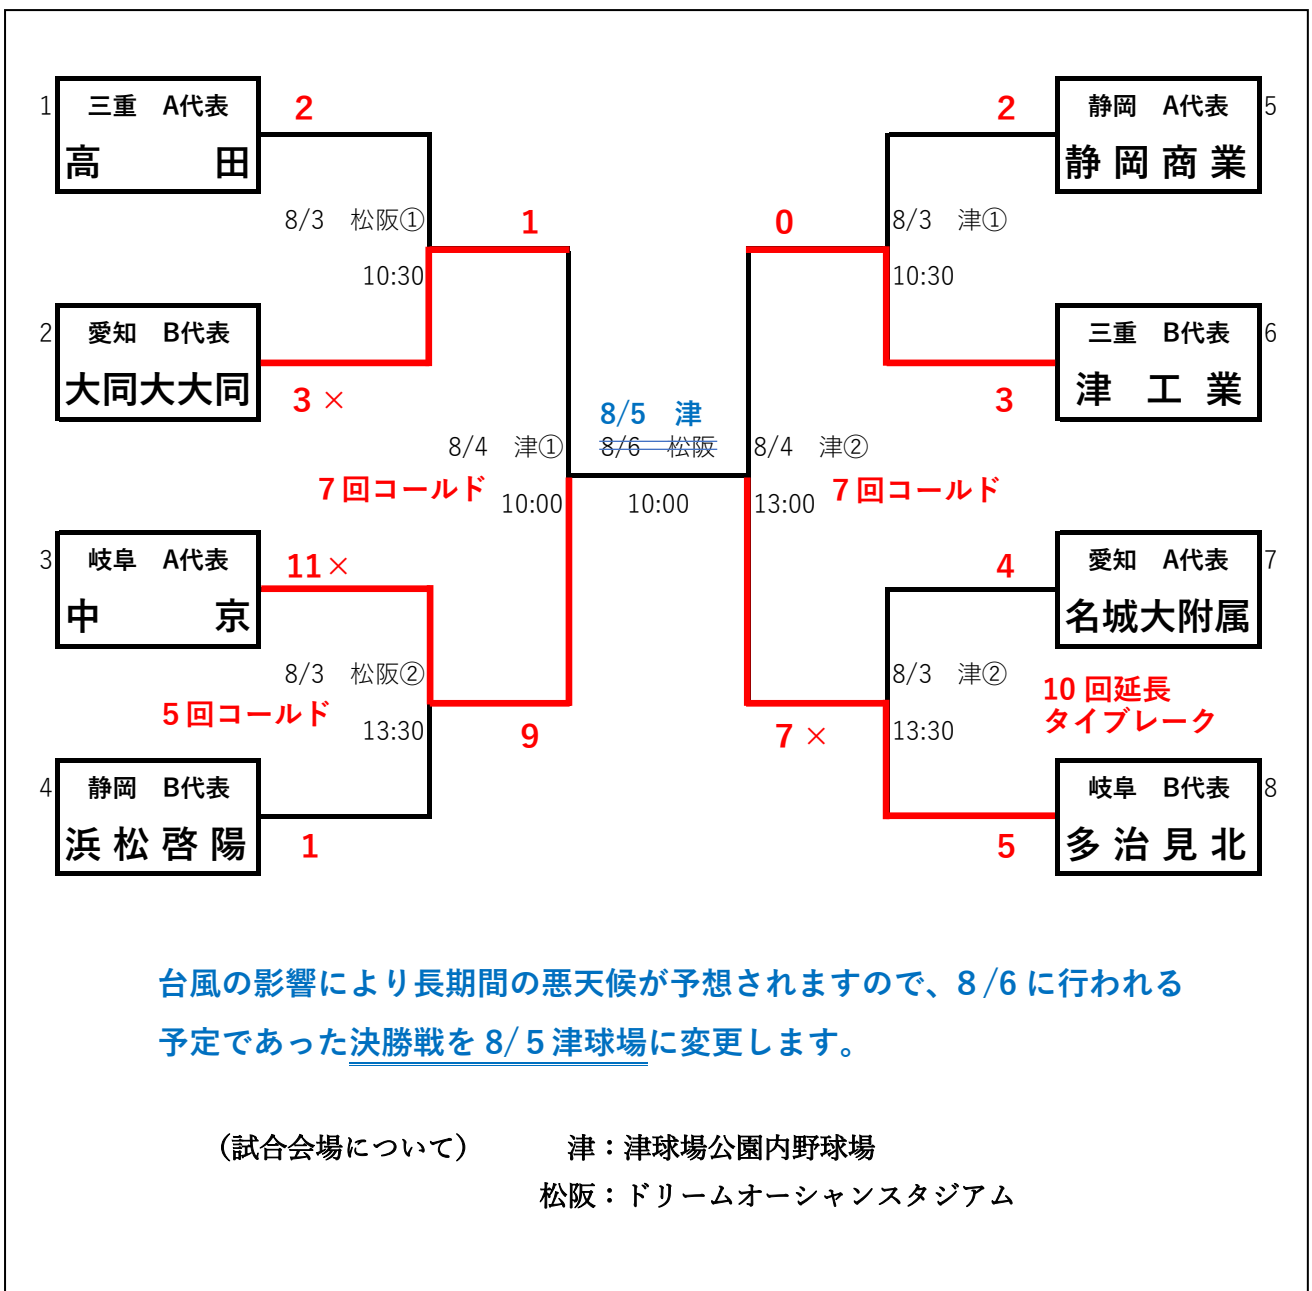 1
三重　A代表
高　田
2
8/3　松阪①
10:30
2
愛知　B代表
大同大大同
3 ×
1
8/4　津①
10:00
7回コールド
3
岐阜　A代表
中　京
11×
8/3　松阪②
13:30
5回コールド
4
静岡　B代表
浜松啓陽
1
9
8/5　津
8/6　松阪
10:00
2
静岡　A代表
静岡商業
5
8/3　津①
10:30
0
三重　B代表
津工業
6
3
8/4　津②
13:00
7回コールド
4
愛知　A代表
名城大附属
7
8/3　津②
13:30
10回延長
タイブレーク
7 ×
岐阜　B代表
多治見北
8
5
台風の影響により長期間の悪天候が予想されますので、8/6に行われる
予定であった決勝戦を8/5津球場に変更します。
（試合会場について）　津：津球場公園内野球場
松阪：ドリームオーシャンスタジアム